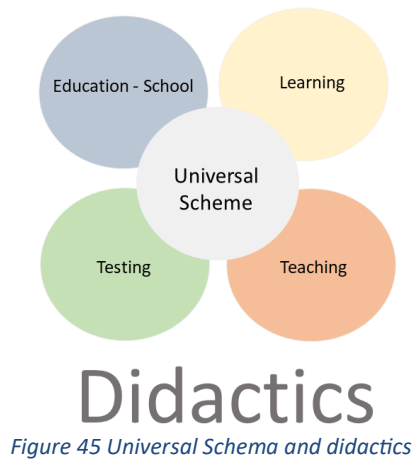 Education - School
Learning
Universal
Scheme
Testing
Teaching
Didactics
Figure 45 Universal Schema and didactics